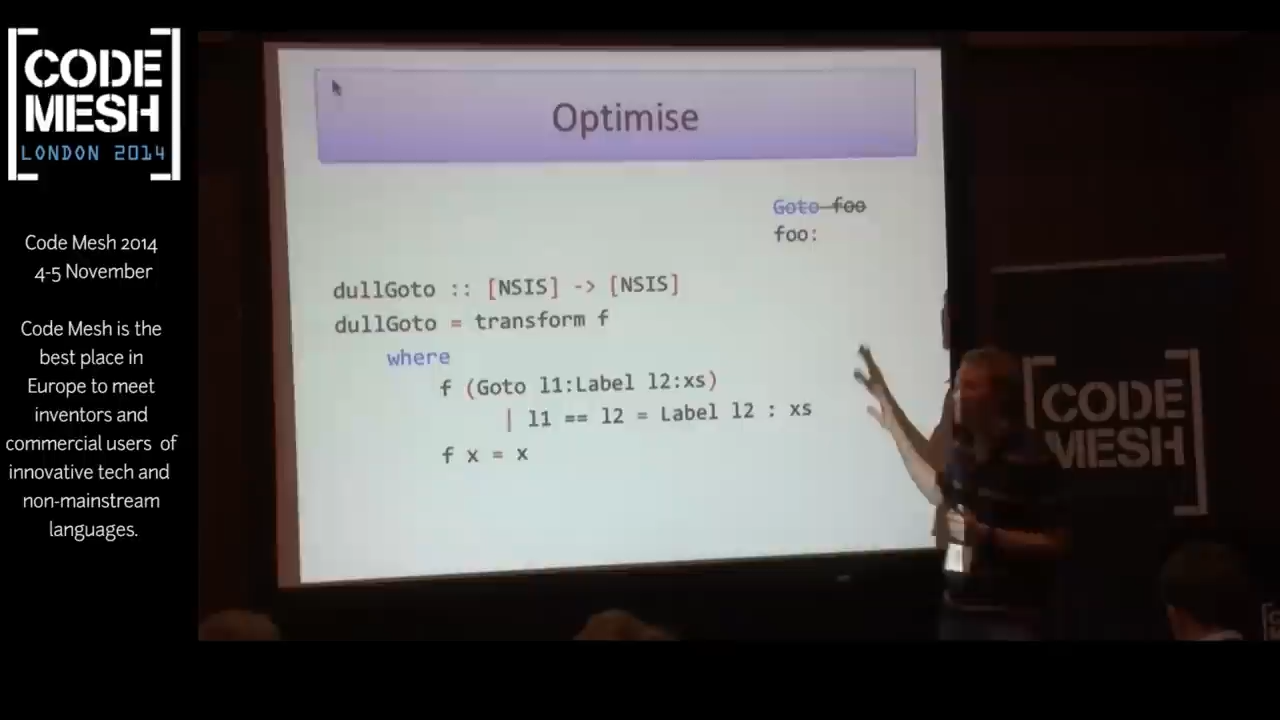 CODE
MESH
LONDON 2014
Code Mesh 2014
4-5 November
Code Mesh is the
best place in
Europe to meet
inventors and
commercial users of
innovative tech and
non-mainstream
languages.
Optimise
Goto foo
foo:
dullGoto :: [NSIS] -> [NSIS]
dullGoto = transform f
where
f (Goto l1:Label l2:xs)
| l1 == l2 = Label l2 : xs
f x = x
CODE
MESH